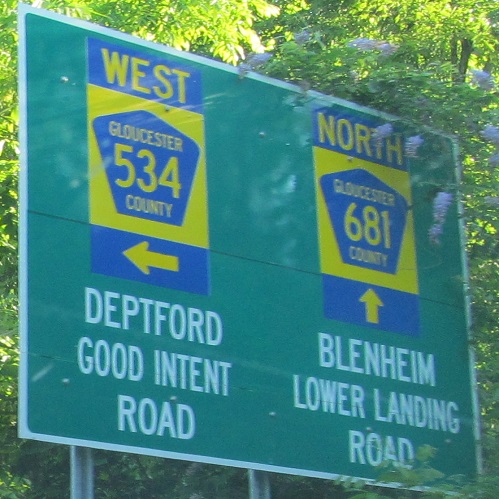 WEST
GLOUCESTER
534
COUNTY
DEPTFORD
GOOD INTENT
ROAD
NORTH
GLOUCESTER
681
COUNTY
BLENHEIM
LOWER LANDING
ROAD